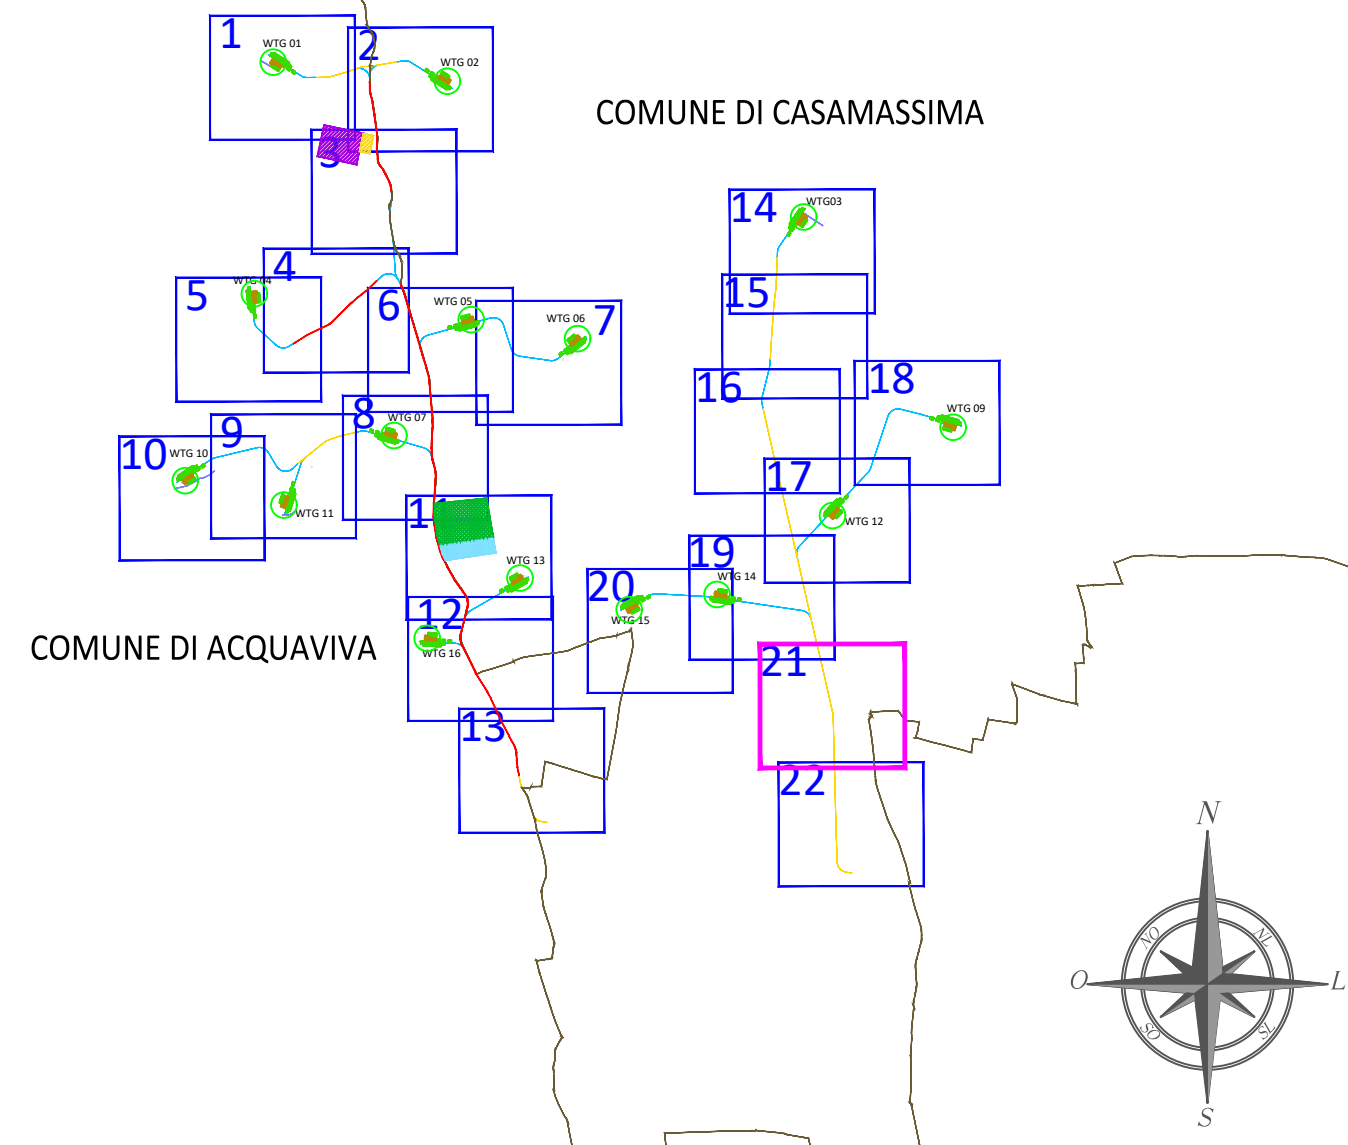 1
WTG 01
2
WTG 02
COMUNE DI CASAMASSIMA
3
14
WTG03
4
WTG 04
5
6
WTG 05
7
WTG 06
15
16
18
WTG 09
8
WTG 07
9
10
WTG 10
WTG 11
17
WTG 12
11
WTG 13
19
WTG 14
20
WTG 15
12
WTG 16
COMUNE DI ACQUAVIVA
21
13
22
N
NO
NL
O
L
SO
SL
S